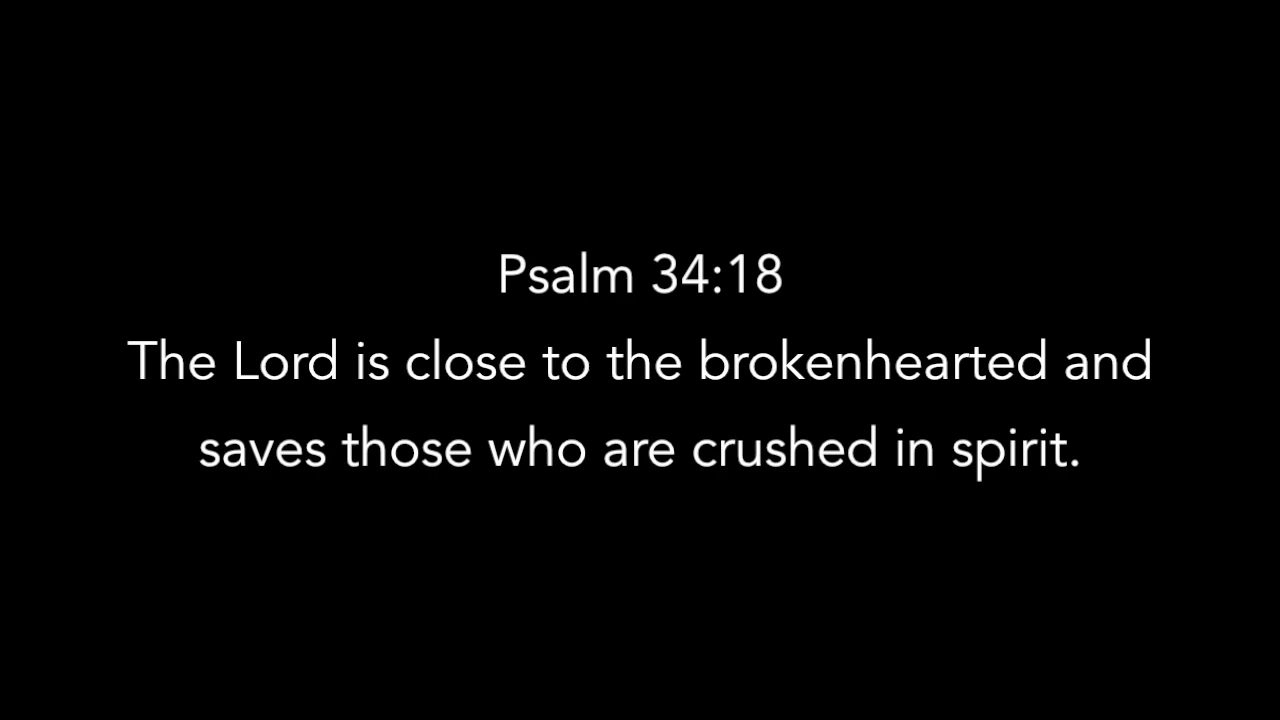 Psalm 34:18
The Lord is close to the brokenhearted and
saves those who are crushed in spirit.